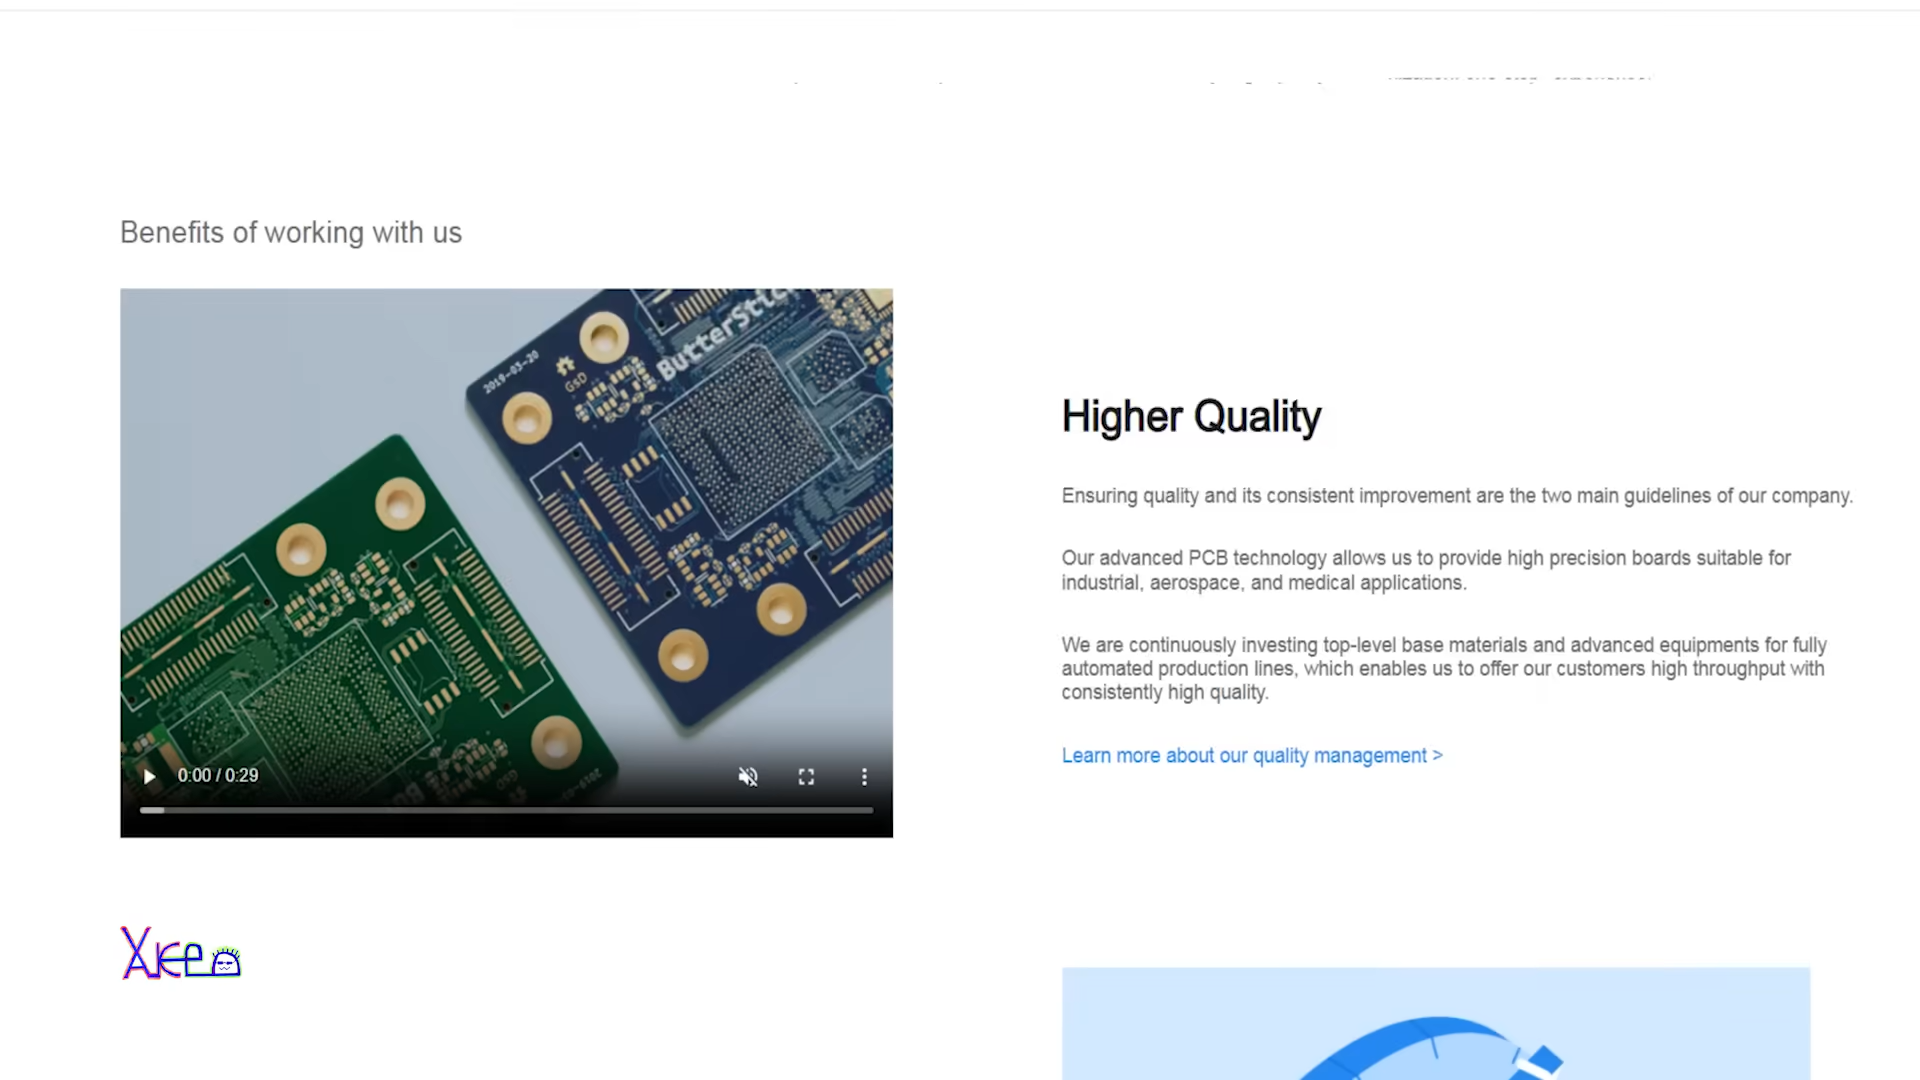 Benefits of working with us
2019-03-20
GSD
Higher Quality
Ensuring quality and its consistent improvement are the two main guidelines of our company.
Our advanced PCB technology allows us to provide high precision boards suitable for
industrial, aerospace, and medical applications.
We are continuously investing top-level base materials and advanced equipments for fully
automated production lines, which enables us to offer our customers high throughput with
consistently high quality.
Learn more about our quality management >
0:00 / 0:29